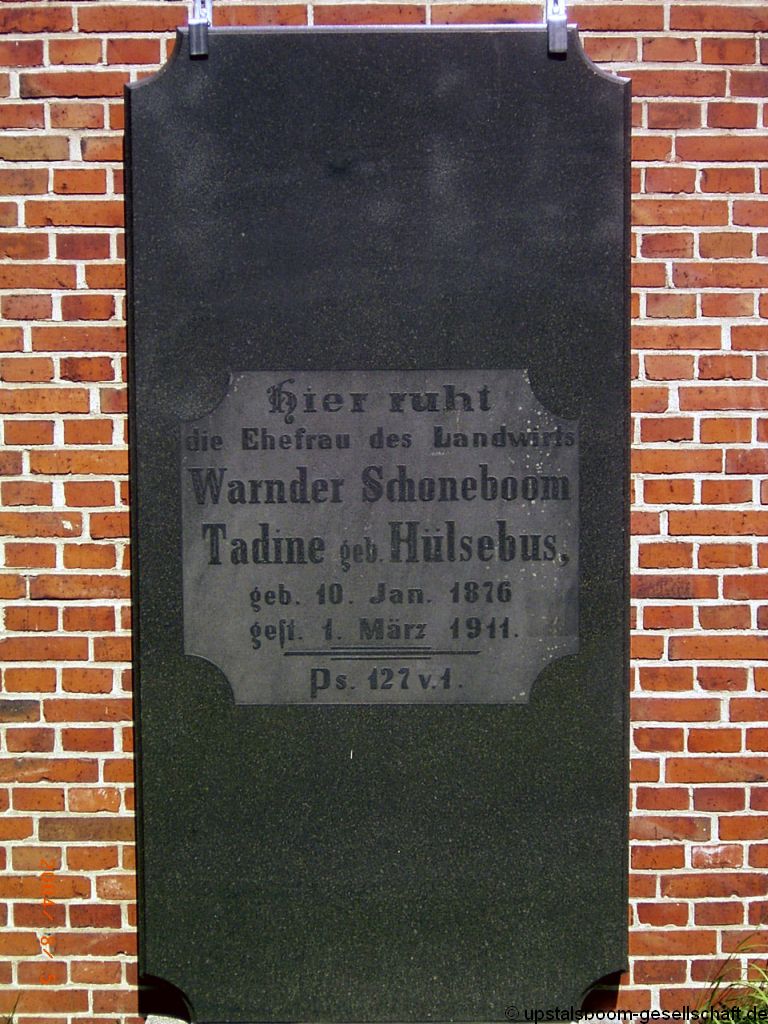 Hier ruht
die Ehefrau des Landwirts
Warnder Schoneboom
Tadine geb. Hülsebus,
geb. 10. Jan. 1876
gest. 1. März 1911.
Ps. 127 v. 1.
© upstalsboom-gesellschaft.de